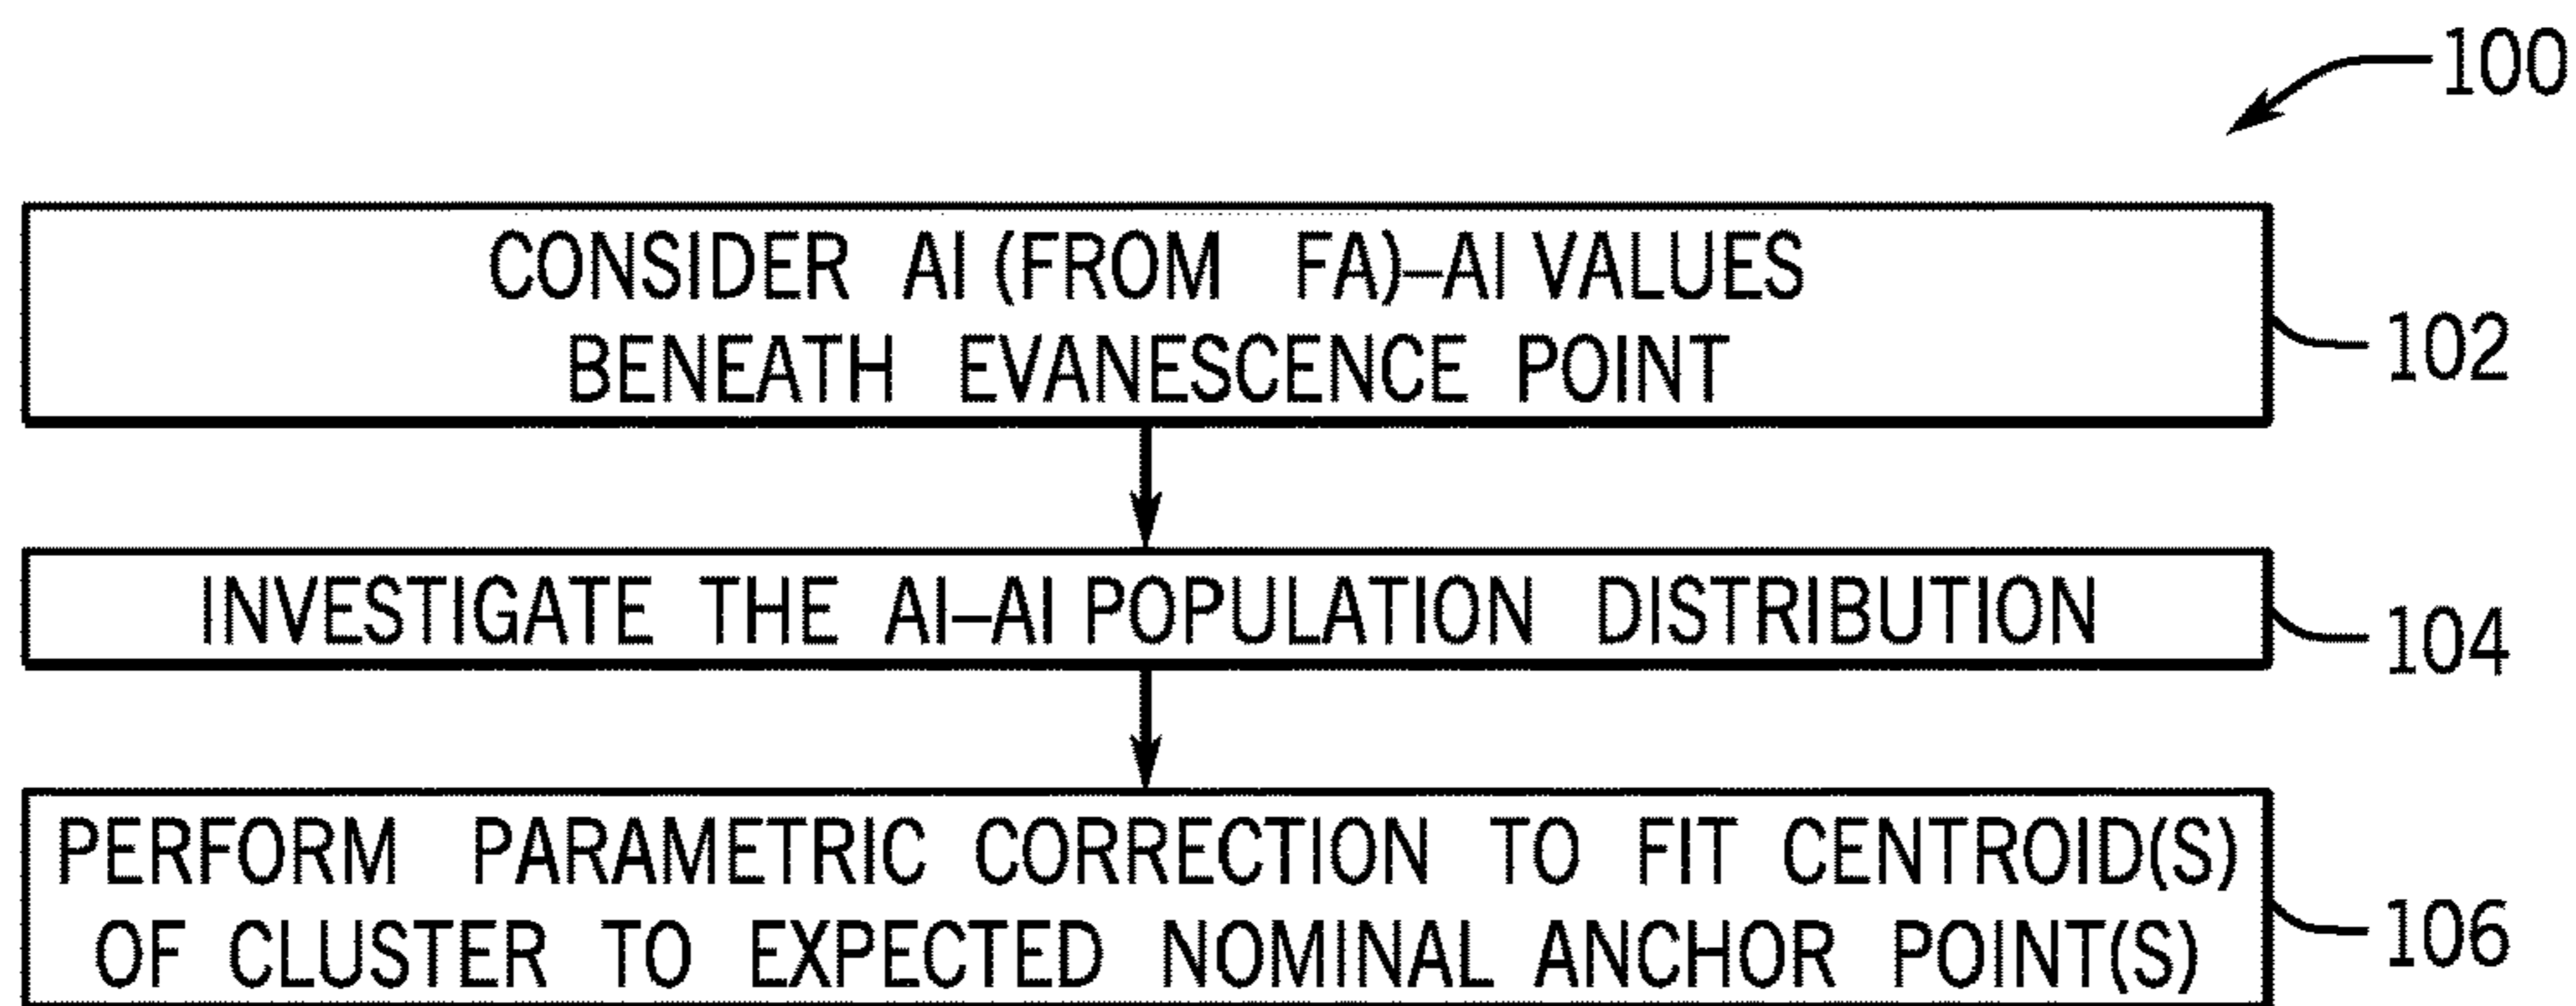 100
CONSIDER AI (FROM FA)–AI VALUES
BENEATH EVANESCENCE POINT
102
INVESTIGATE THE AI–AI POPULATION DISTRIBUTION
104
PERFORM PARAMETRIC CORRECTION TO FIT CENTROID(S)
OF CLUSTER TO EXPECTED NOMINAL ANCHOR POINT(S)
106